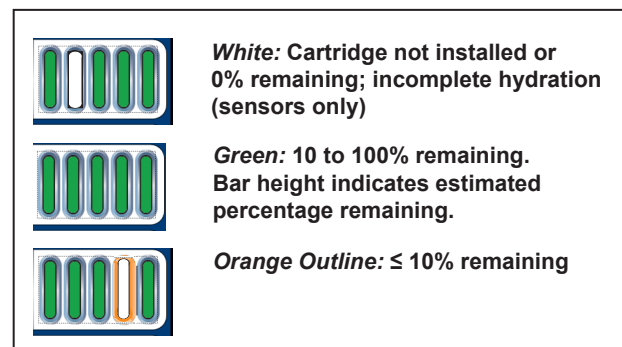 White: Cartridge not installed or
0% remaining; incomplete hydration
(sensors only)
Green: 10 to 100% remaining.
Bar height indicates estimated
percentage remaining.
Orange Outline: ≤ 10% remaining